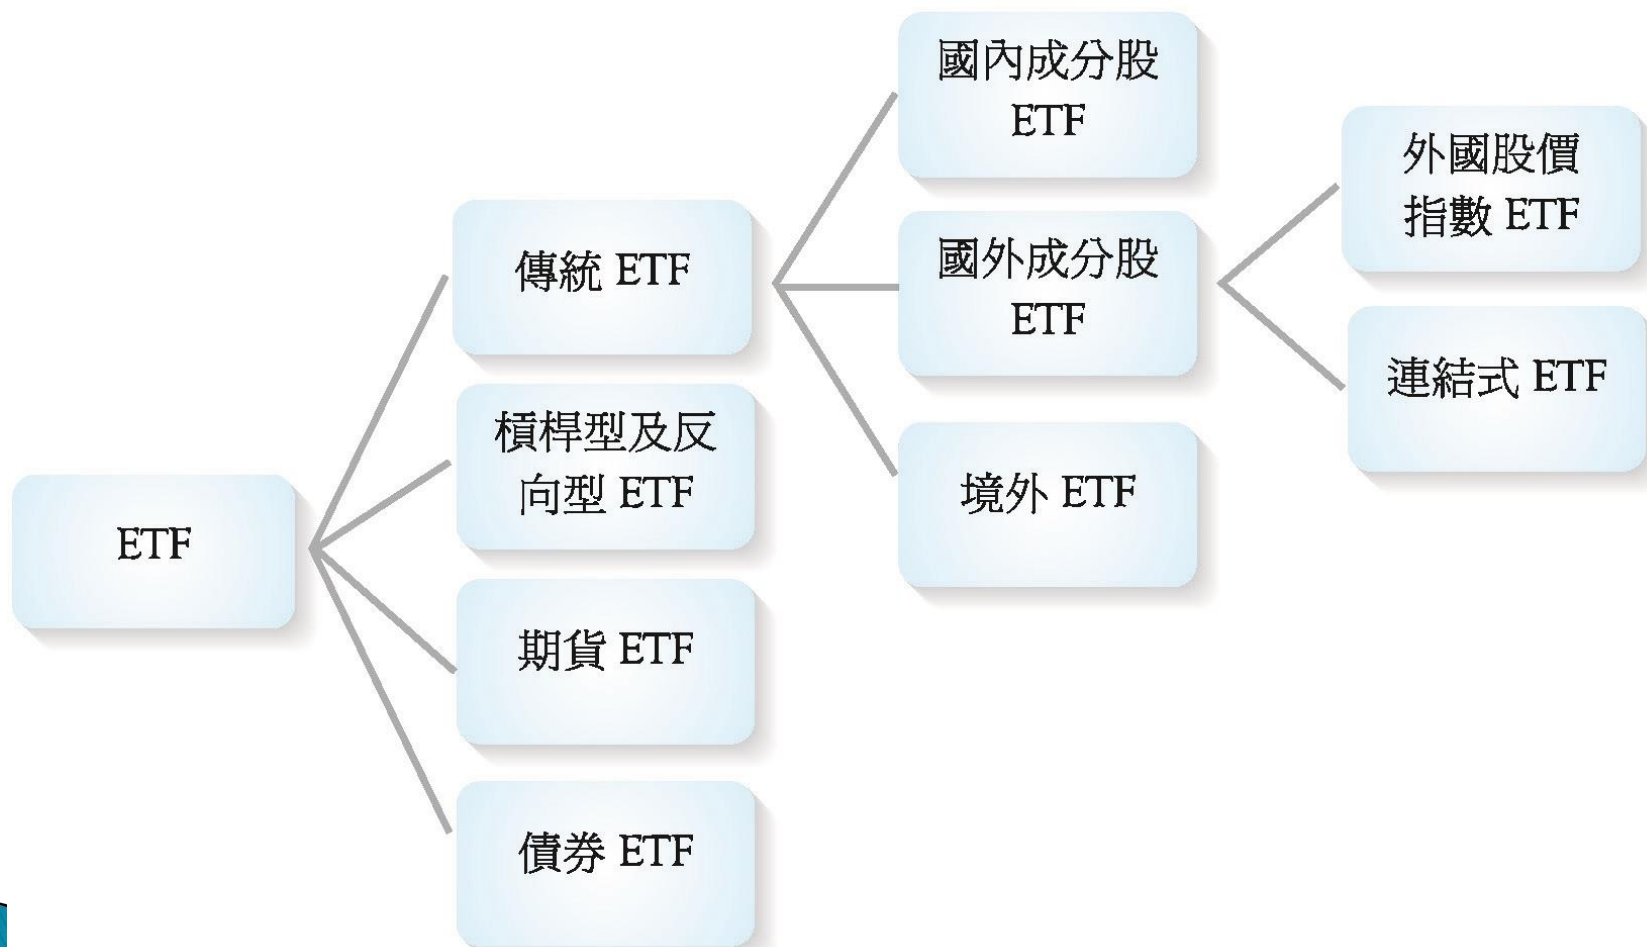 ETF
傳統 ETF
槓桿型及反
向型 ETF
期貨 ETF
債券 ETF
國內成分股
ETF
國外成分股
ETF
境外 ETF
外國股價
指數 ETF
連結式 ETF